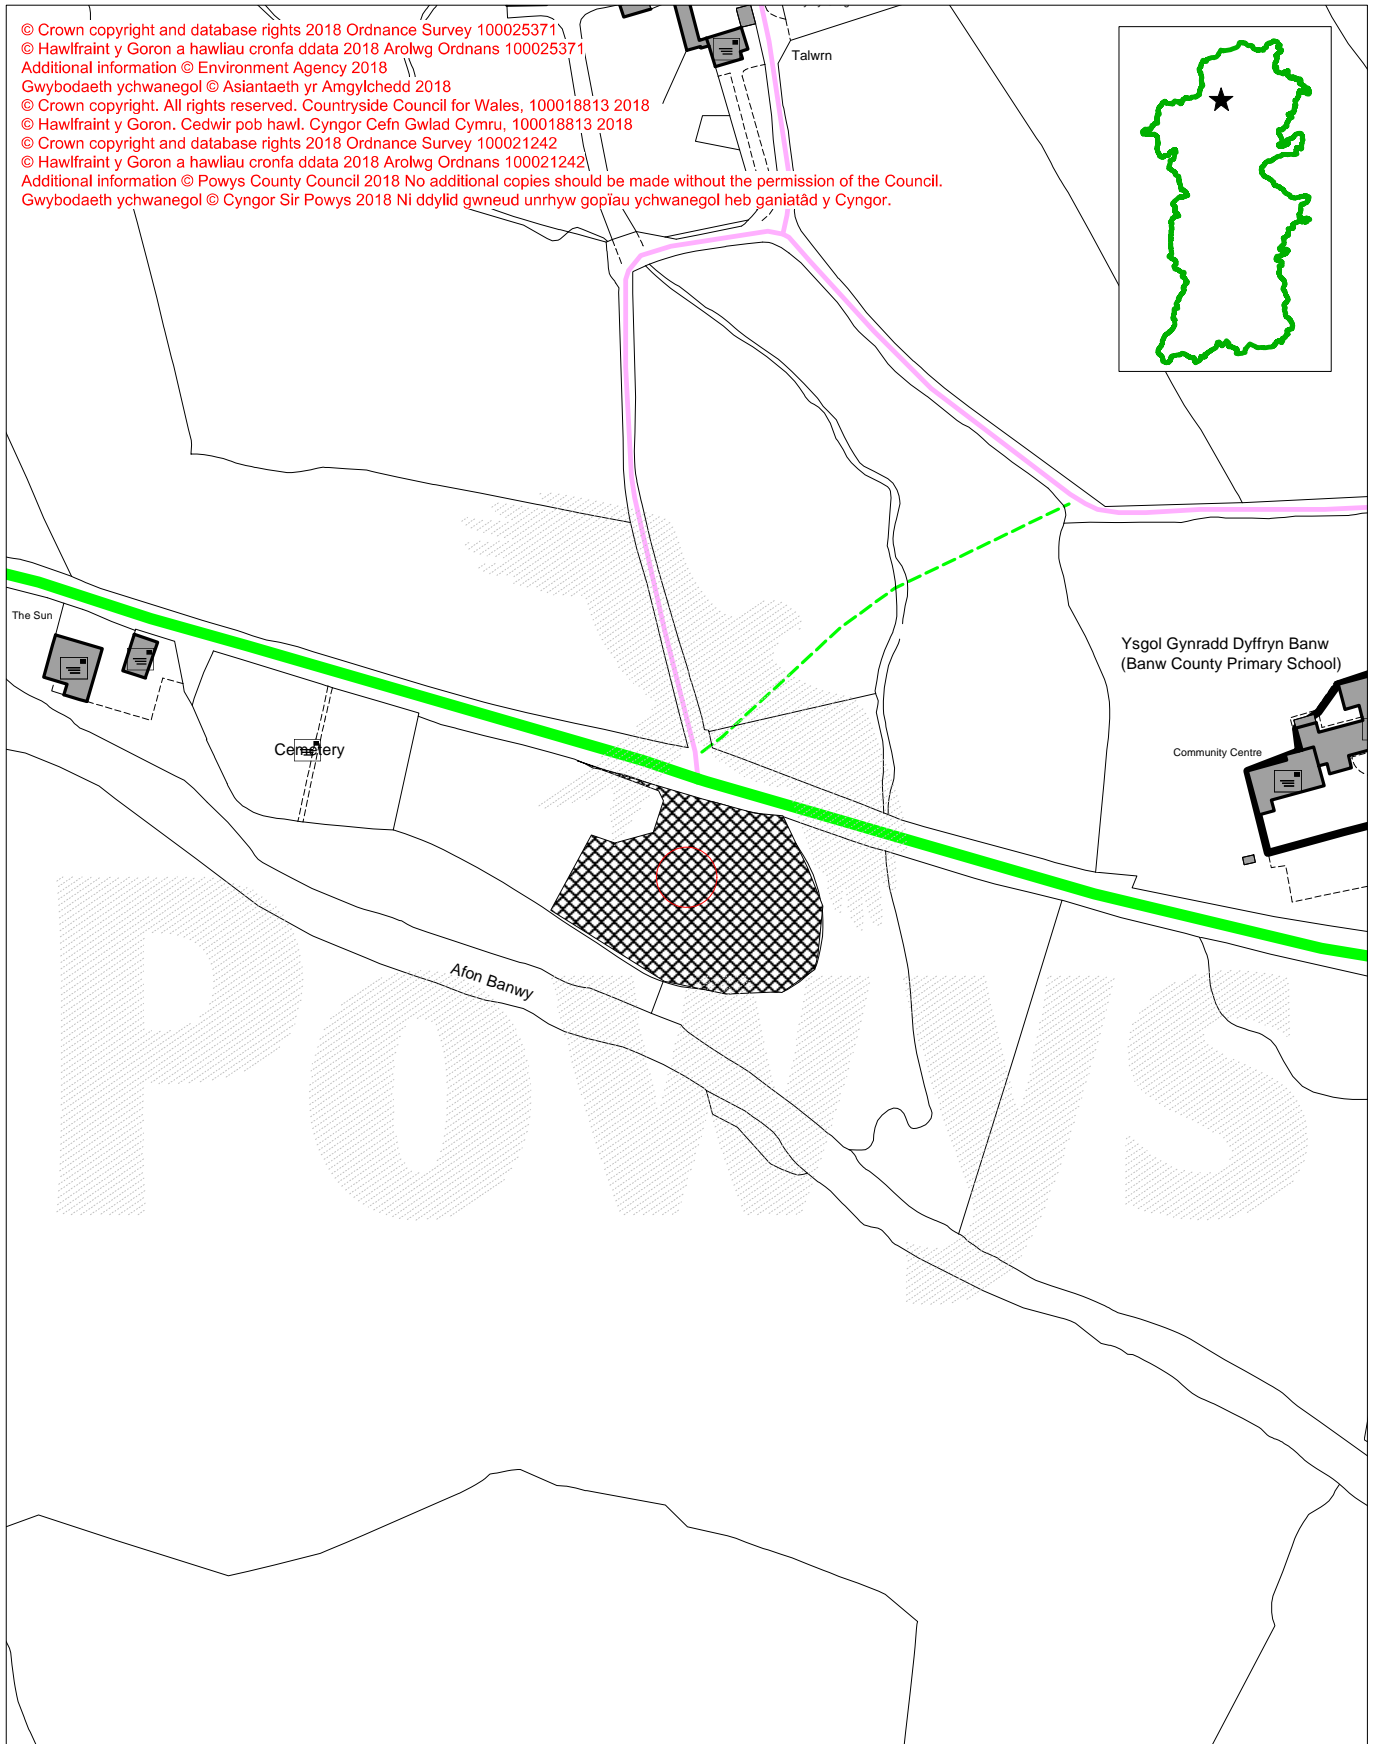 © Crown copyright and database rights 2018 Ordnance Survey 100025371
© Hawlfraint y Goron a hawliau cronfa ddata 2018 Arolwg Ordnans 100025371
Additional information © Environment Agency 2018
Gwybodaeth ychwanegol © Asiantaeth yr Amgylchedd 2018
© Crown copyright. All rights reserved. Countryside Council for Wales, 100018813 2018
© Hawlfraint y Goron. Cedwir pob hawl. Cyngor Cefn Gwlad Cymru, 100018813 2018
© Crown copyright and database rights 2018 Ordnance Survey 100021242
© Hawlfraint y Goron a hawliau cronfa ddata 2018 Arolwg Ordnans 100021242
Additional information © Powys County Council 2018 No additional copies should be made without the permission of the Council.
Gwybodaeth ychwanegol © Cyngor Sir Powys 2018 Ni ddylid gwneud unrhyw gopïau ychwanegol heb ganiatâd y Cyngor.
Talwrn
The Sun
Ysgol Gynradd Dyffryn Banw
(Banw County Primary School)
Cemetery
Community Centre
Afon Banwy
Powys